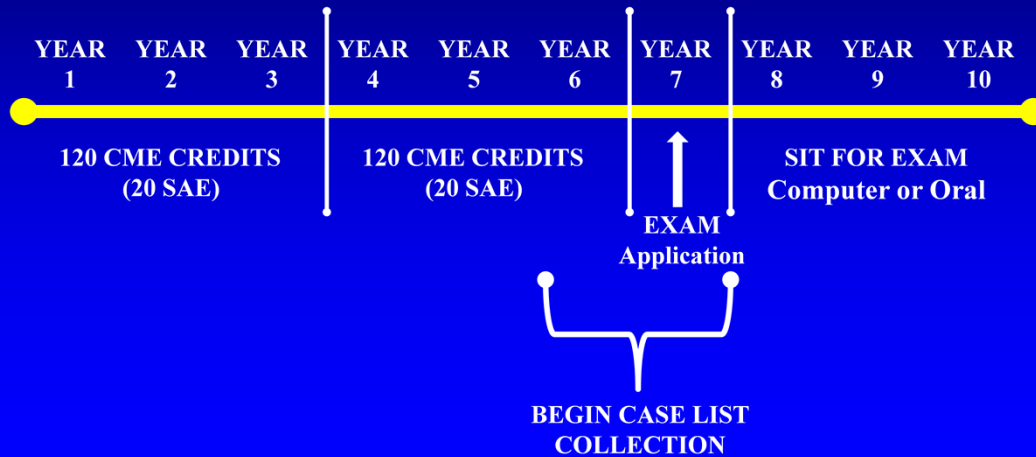 YEAR YEAR YEAR YEAR YEAR YEAR YEAR YEAR YEAR YEAR
1 2 3 4 5 6 7 8 9 10
120 CME CREDITS
(20 SAE)
120 CME CREDITS
(20 SAE)
SIT FOR EXAM
Computer or Oral
EXAM
Application
BEGIN CASE LIST
COLLECTION